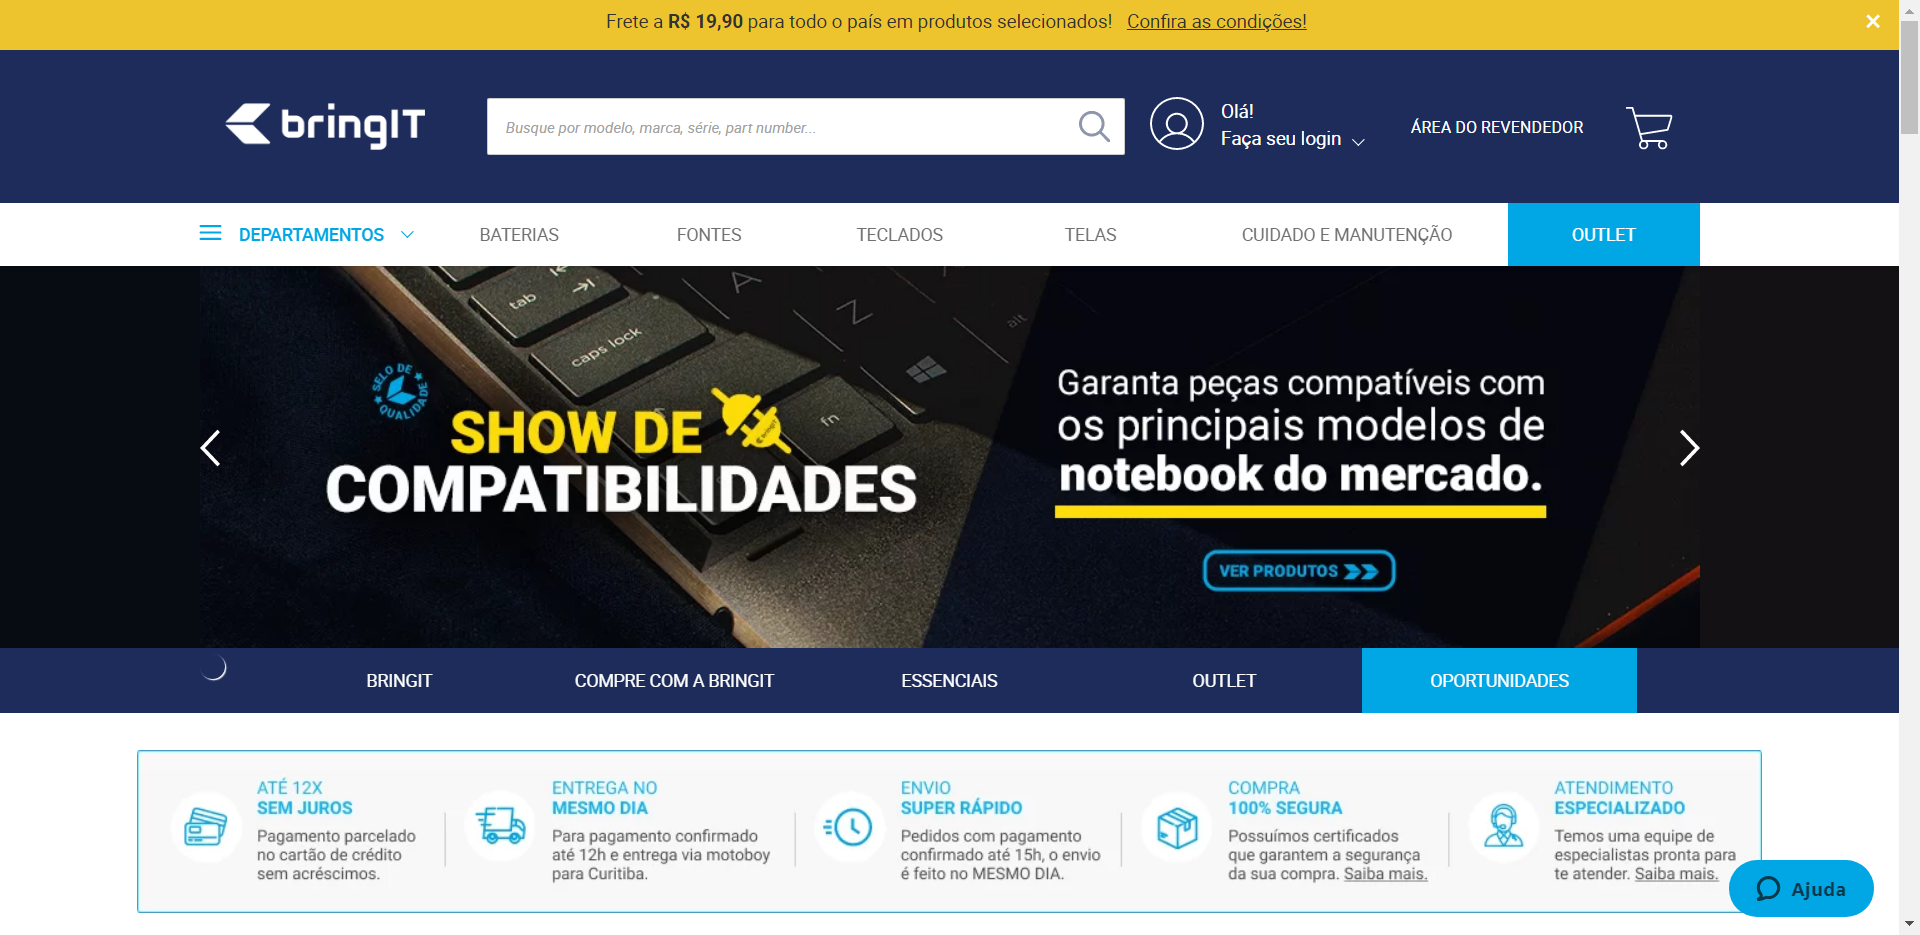 Frete a R$ 19,90 para todo o país em produtos selecionados! Confira as condições!
bringIT
Busque por modelo, marca, série, part number...
Olá!
Faça seu login
ÁREA DO REVENDEDOR
DEPARTAMENTOS
BATERIAS
FONTES
TECLADOS
TELAS
CUIDADO E MANUTENÇÃO
OUTLET
tab
caps lock
A
Z
alt
fn
SELO DE QUALIDADE
SHOW DE
bringIT
COMPATIBILIDADES
Garanta peças compatíveis com
os principais modelos de
notebook do mercado.
VER PRODUTOS
BRINGIT
COMPRE COM A BRINGIT
ESSENCIAIS
OUTLET
OPORTUNIDADES
ATÉ 12X
SEM JUROS
Pagamento parcelado
no cartão de crédito
sem acréscimos.
ENTREGA NO
MESMO DIA
Para pagamento confirmado
até 12h e entrega via motoboy
para Curitiba.
ENVIO
SUPER RÁPIDO
Pedidos com pagamento
confirmado até 15h, o envio
é feito no MESMO DIA.
COMPRA
100% SEGURA
Possuímos certificados
que garantem a segurança
da sua compra. Saiba mais.
ATENDIMENTO
ESPECIALIZADO
Temos uma equipe de
especialistas pronta para
te atender. Saiba mais.
Ajuda